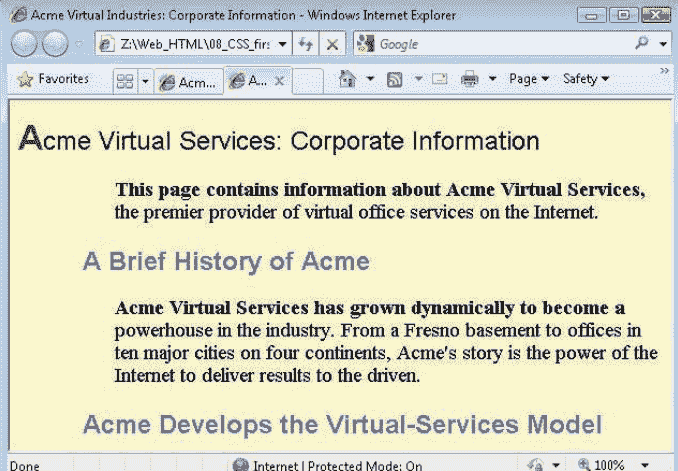 Acme Virtual Industries: Corporate Information - Windows Internet Explorer
Z:\Web_HTML\08_CSS_fir:
Google
Favorites
Acm...
A...
Page
Safety
»
Acme Virtual Services: Corporate Information
This page contains information about Acme Virtual Services,
the premier provider of virtual office services on the Internet.
A Brief History of Acme
Acme Virtual Services has grown dynamically to become a
powerhouse in the industry. From a Fresno basement to offices in
ten major cities on four continents, Acme's story is the power of the
Internet to deliver results to the driven.
Acme Develops the Virtual-Services Model
Done
Internet | Protected Mode: On
100%